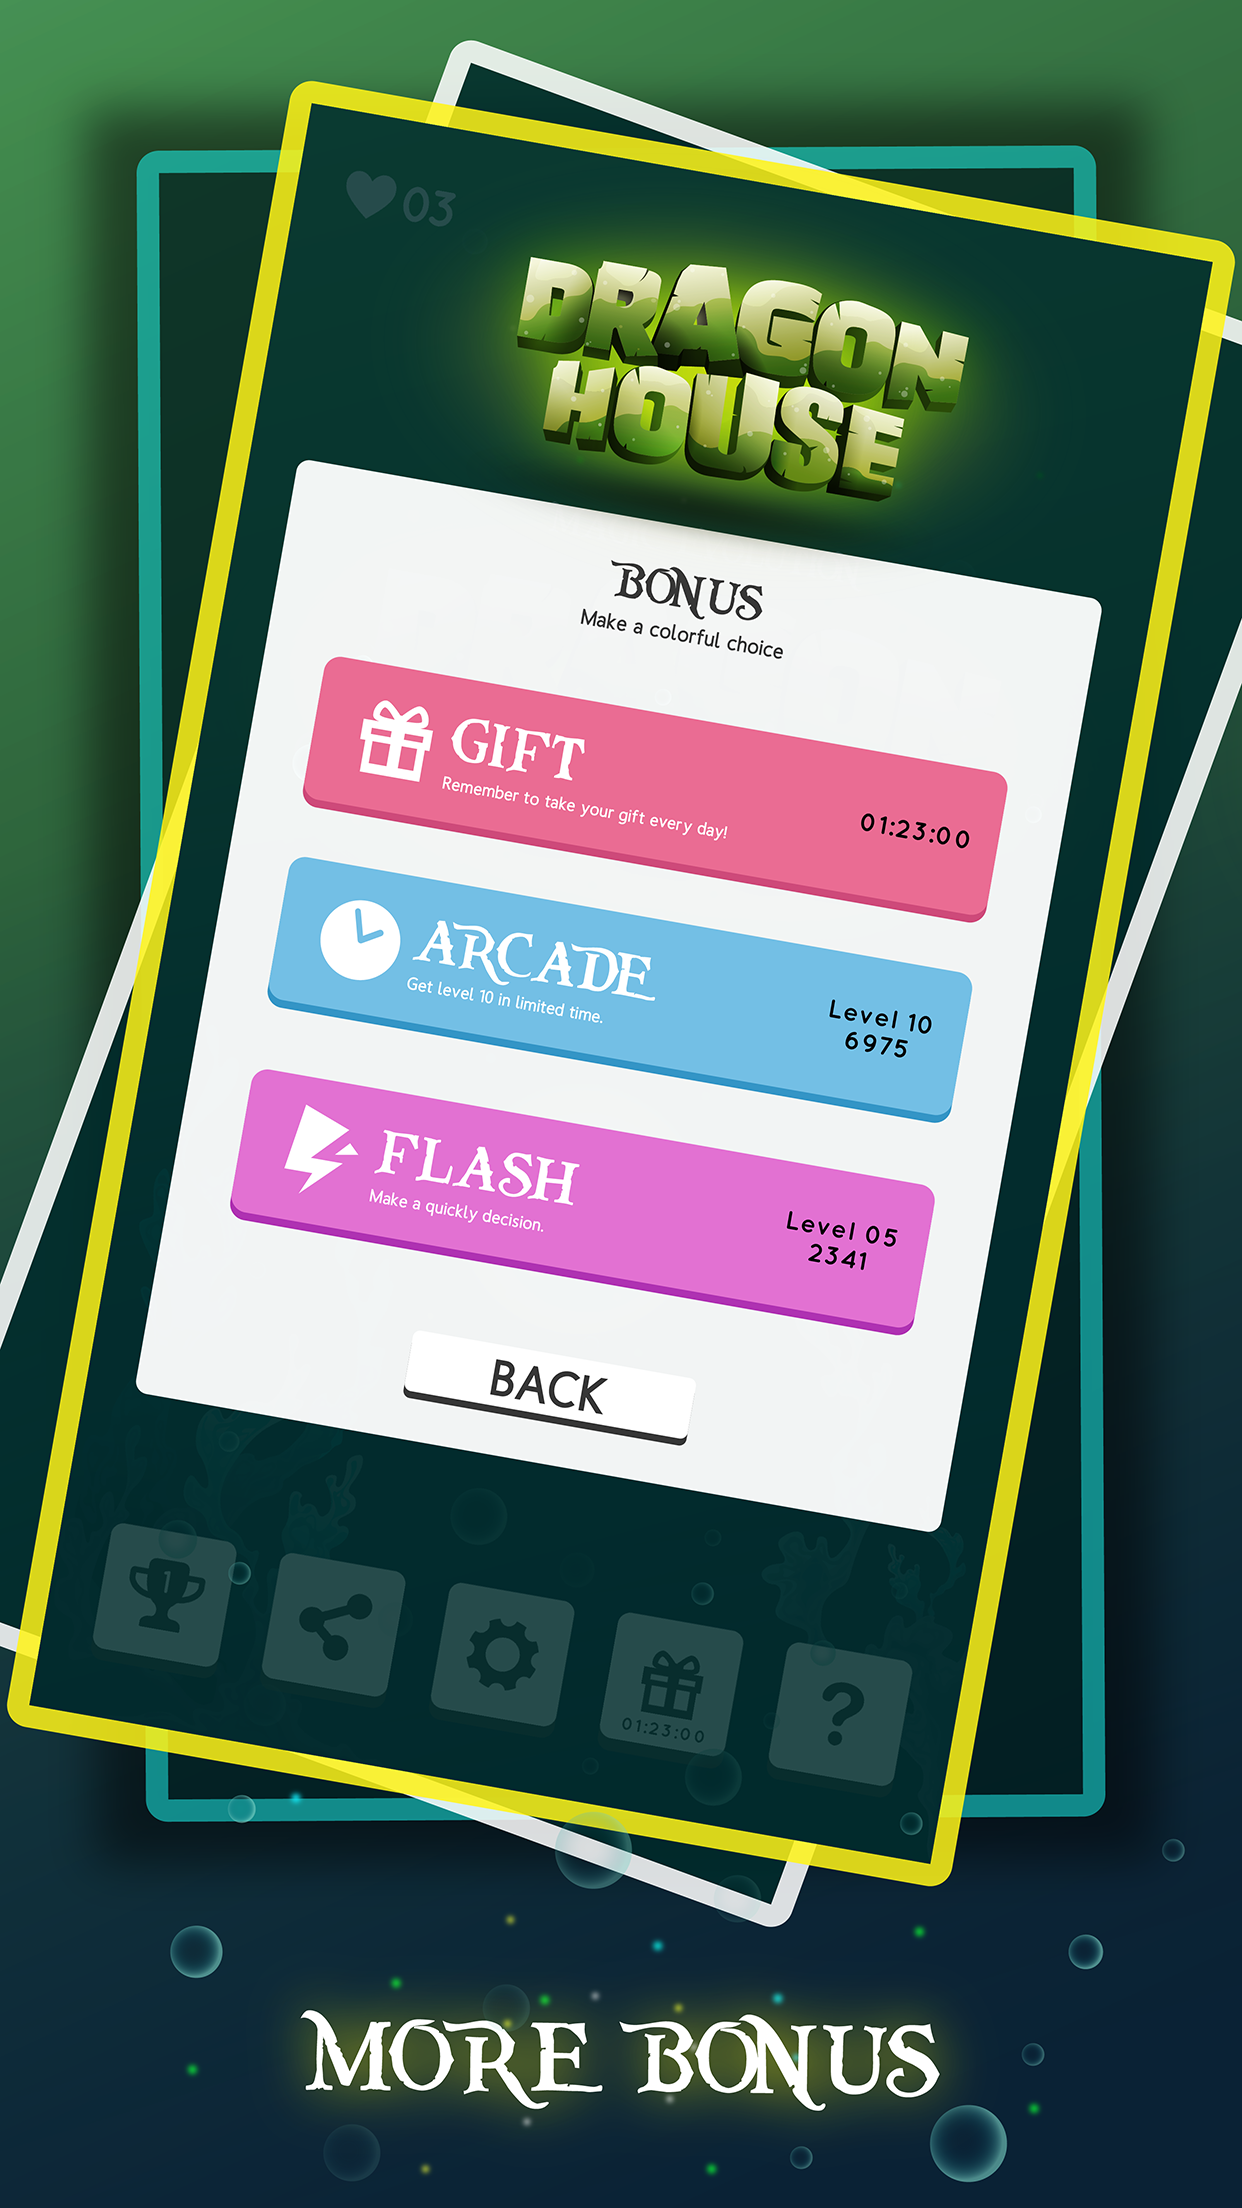 03
DRAGON
HOUSE
BONUS
Make a colorful choice
GIFT
Remember to take your gift every day!
01:23:00
ARCADE
Get level 10 in limited time.
Level 10
6975
FLASH
Make a quickly decision.
Level 05
2341
BACK
1
01:23:00
?
MORE BONUS